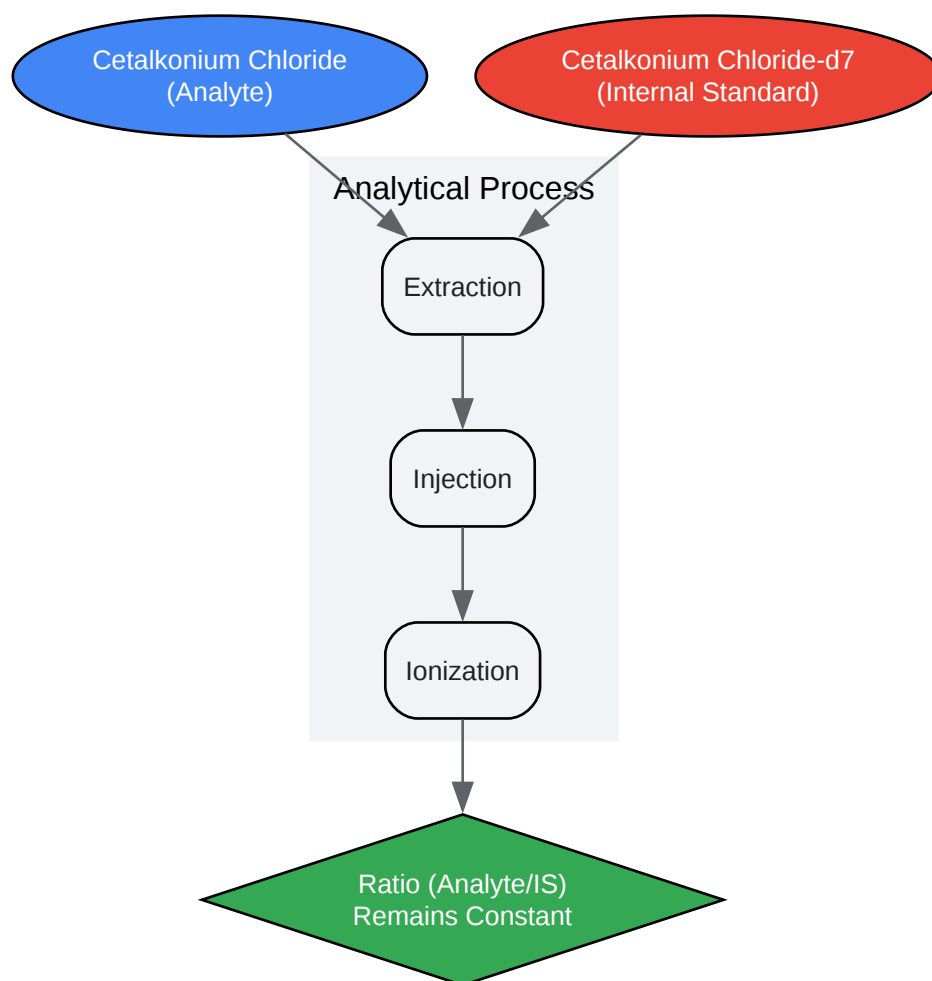 Cetalkonium Chloride
(Analyte)
Cetalkonium Chloride-d7
(Internal Standard)
Analytical Process
Extraction
Injection
Ionization
Ratio (Analyte/IS)
Remains Constant